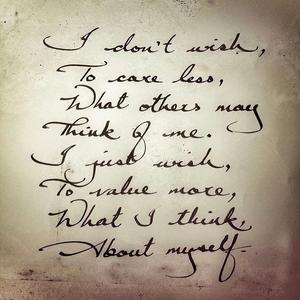 I don't wish,
To care less,
What others may
Think of me.
I just wish,
To value more,
What I think,
About myself.